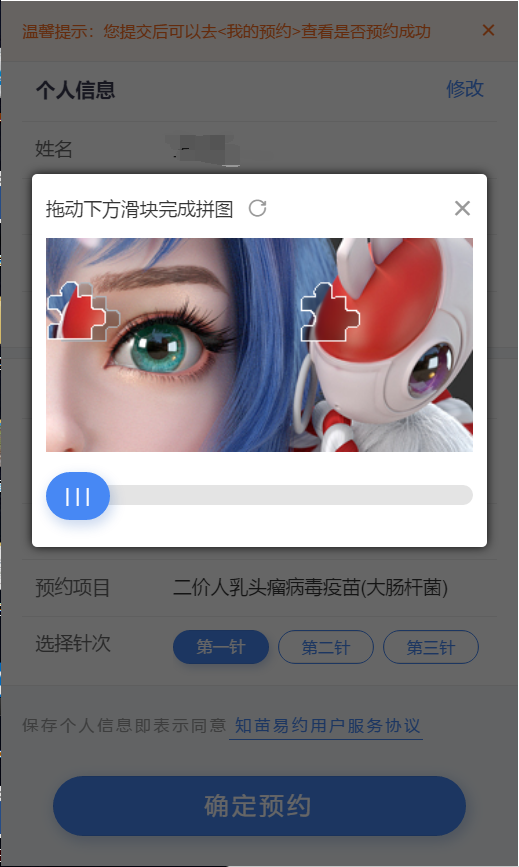 温馨提示：您提交后可以去<我的预约>查看是否预约成功
个人信息
修改
姓名
拖动下方滑块完成拼图
预约项目
二价人乳头瘤病毒疫苗(大肠杆菌)
选择针次
第一针
第二针
第三针
保存个人信息即表示同意 知苗易约用户服务协议
确定预约